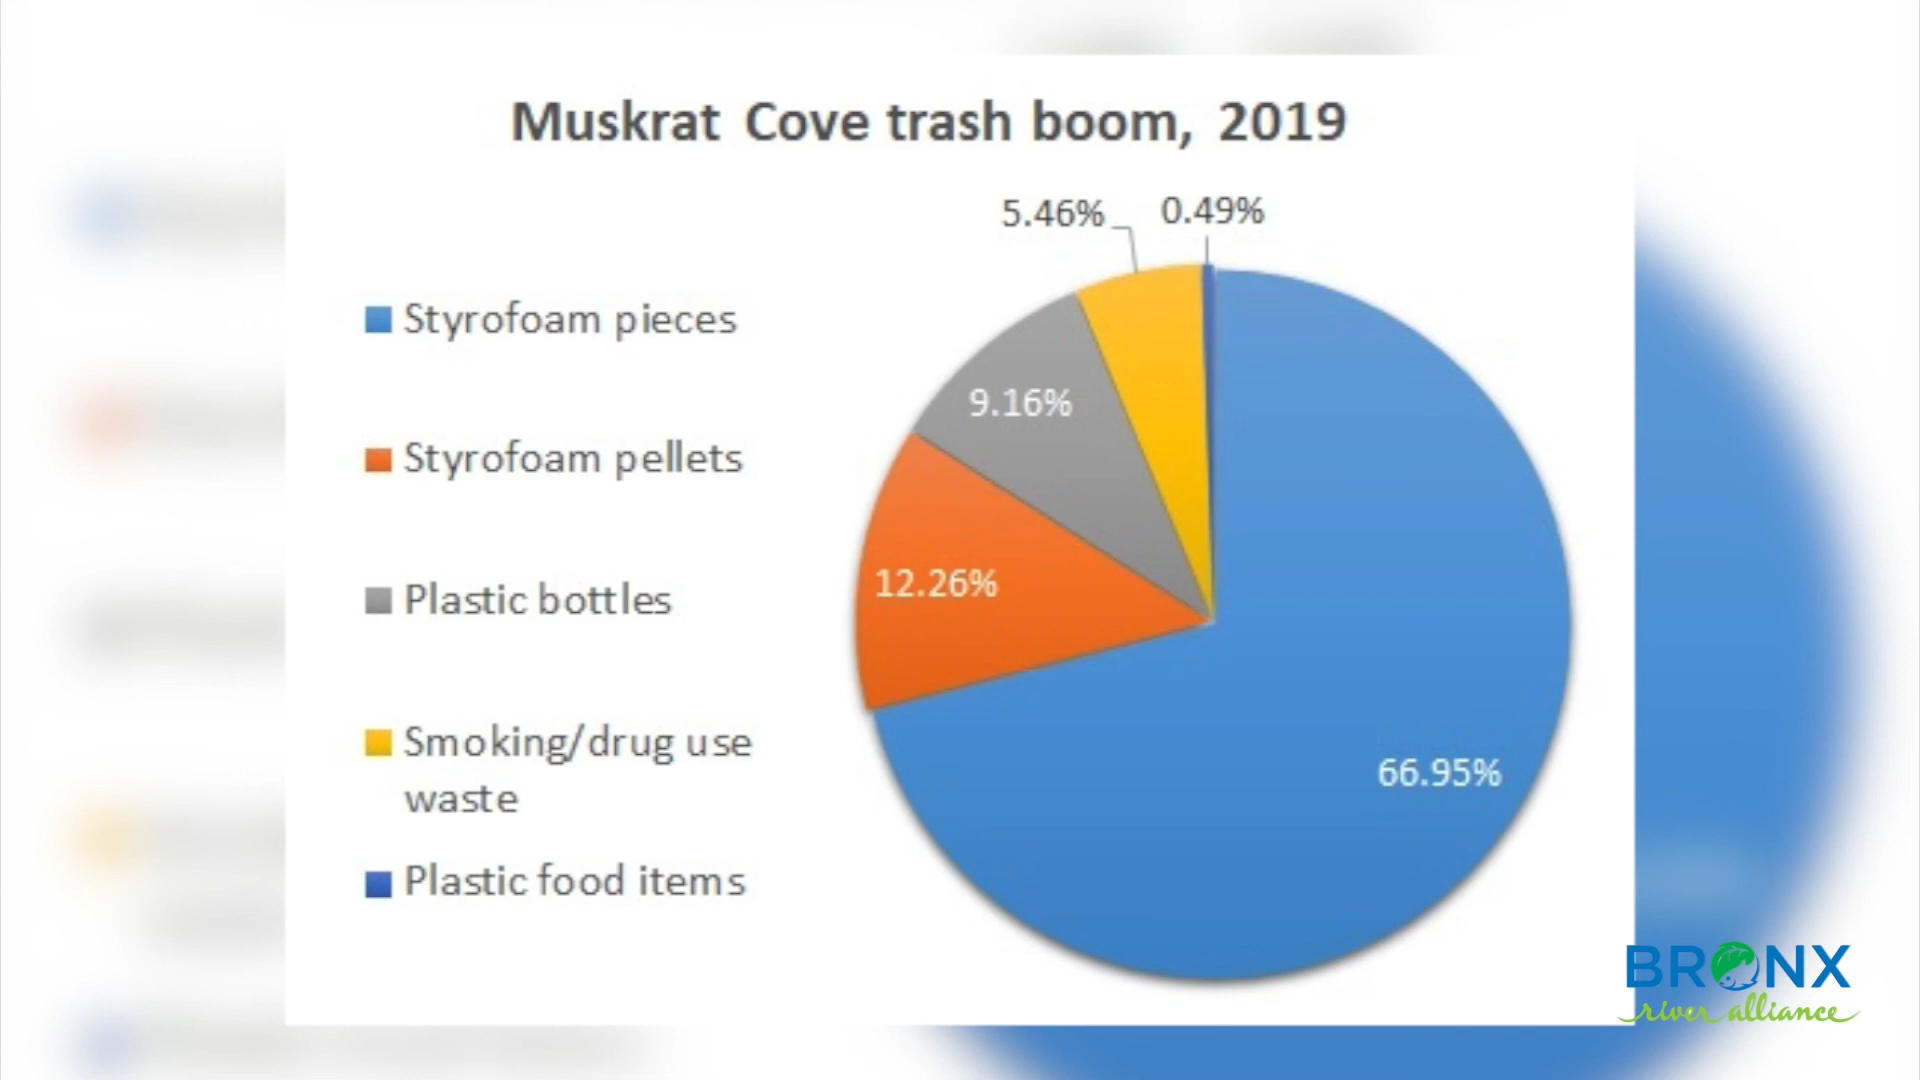 Muskrat Cove trash boom, 2019
5.46%
0.49%
Styrofoam pieces
Styrofoam pellets
Plastic bottles
Smoking/drug use
waste
Plastic food items
9.16%
12.26%
66.95%
BRONX
river alliance